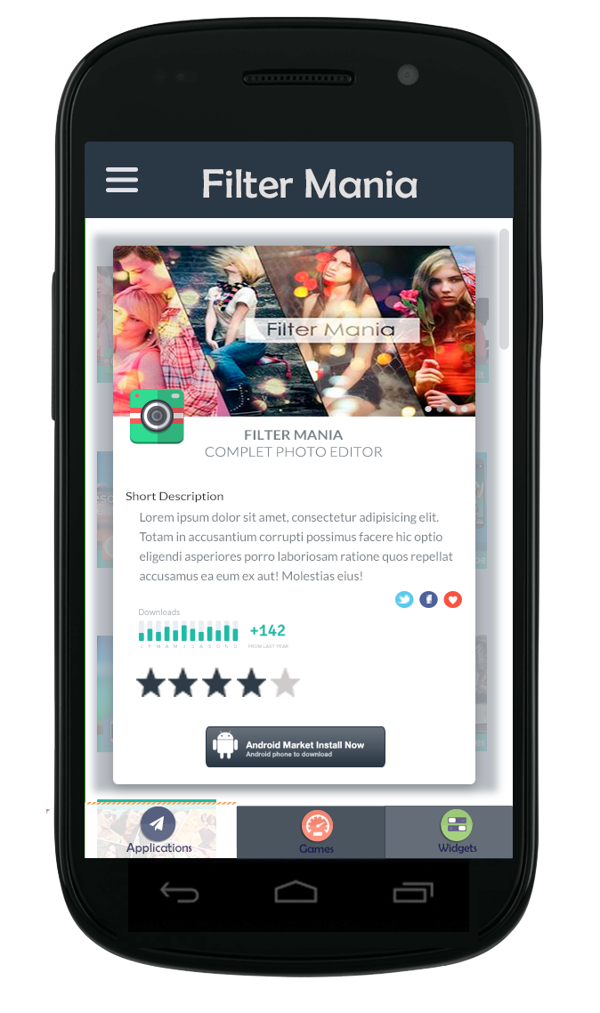 Filter Mania
Filter Mania
FILTER MANIA
COMPLET PHOTO EDITOR
Short Description
Lorem ipsum dolor sit amet, consectetur adipisicing elit.
Totam in accusantium corrupti possimus facere hic optio
eligendi asperiores porro laboriosam ratione quos repellat
accusamus ea eum ex aut! Molestias eius!
Downloads
+142
J F M A M J J A S O N D
FROM LAST YEAR
Android Market Install Now
Android phone to download
Applications
Games
Widgets